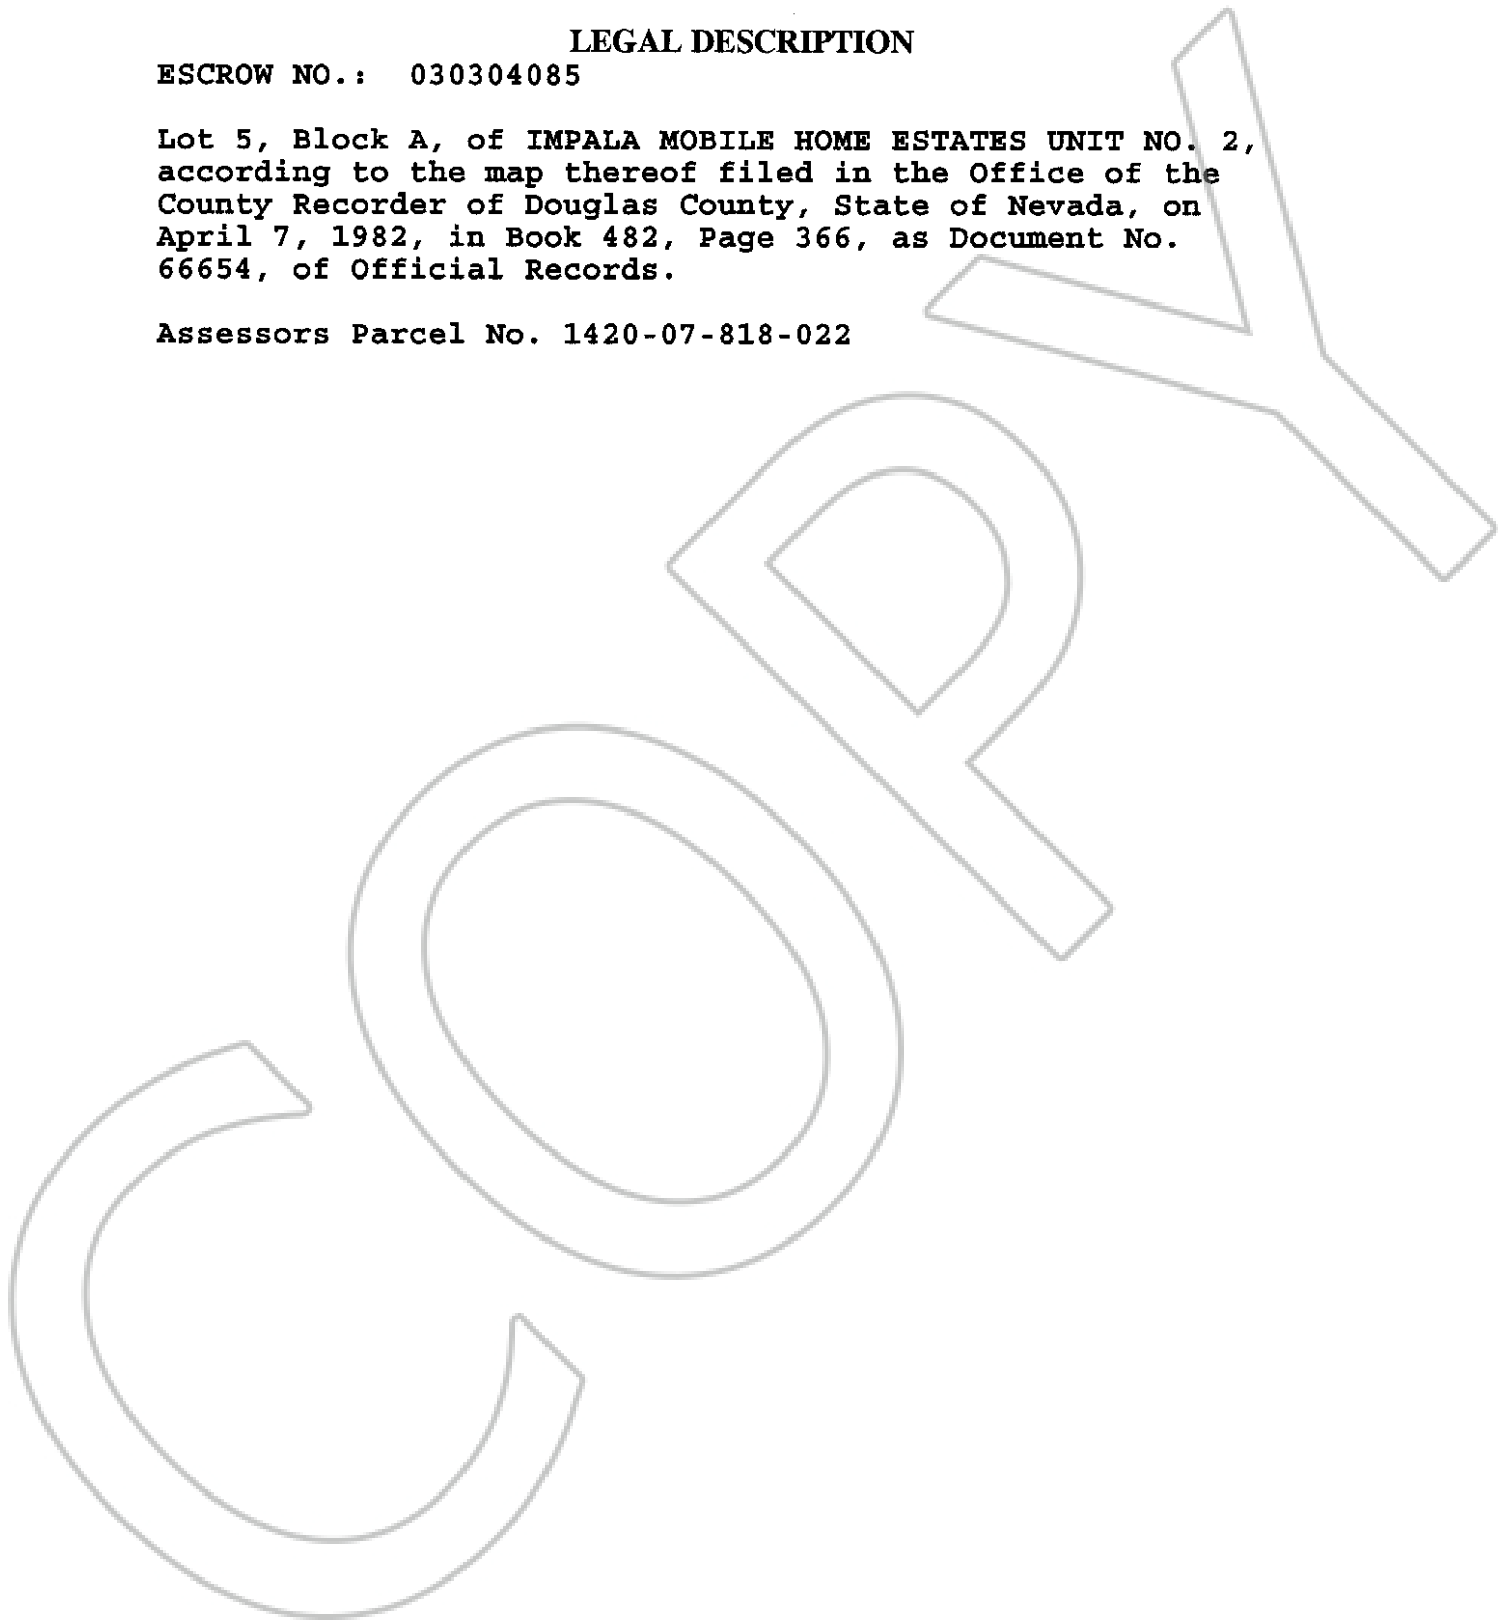 LEGAL DESCRIPTION
ESCROW NO.: 030304085
Lot 5, Block A, of IMPALA MOBILE HOME ESTATES UNIT NO. 2,
according to the map thereof filed in the Office of the
County Recorder of Douglas County, State of Nevada, on
April 7, 1982, in Book 482, Page 366, as Document No.
66654, of Official Records.
Assessors Parcel No. 1420-07-818-022
COPY